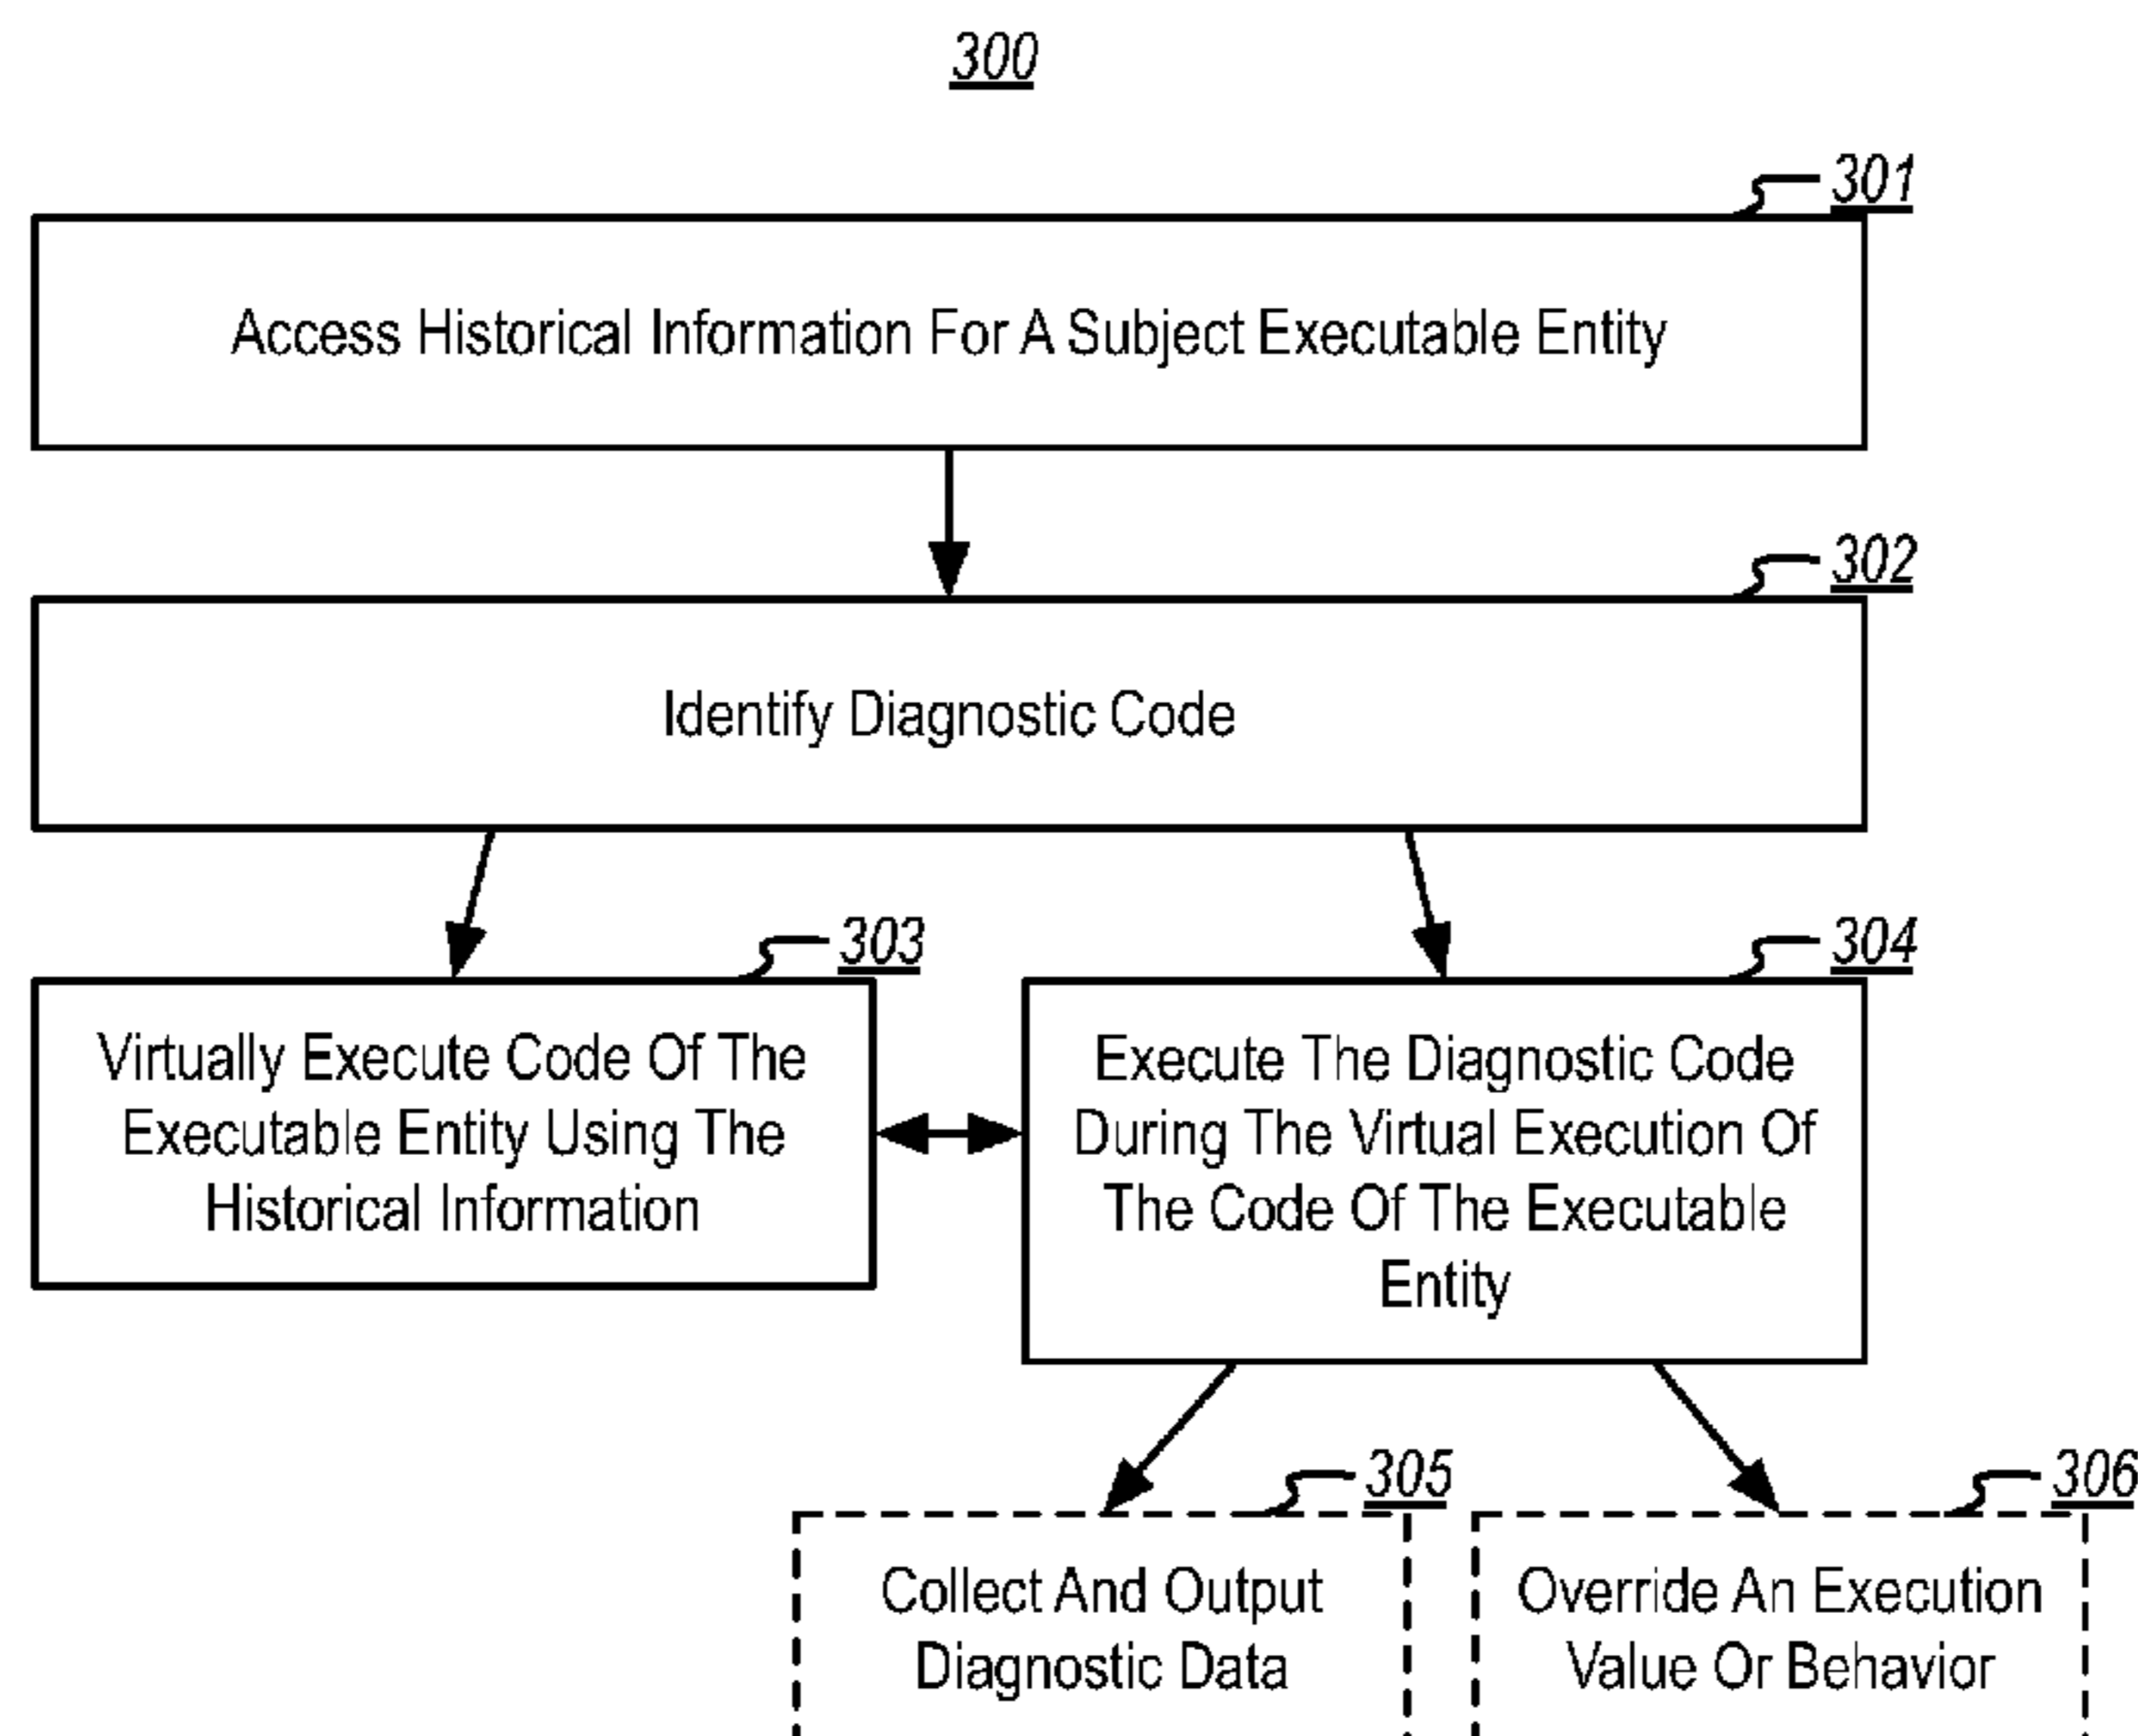 300
301
Access Historical Information For A Subject Executable Entity
302
Identify Diagnostic Code
303
Virtually Execute Code Of The
Executable Entity Using The
Historical Information
304
Execute The Diagnostic Code
During The Virtual Execution Of
The Code Of The Executable
Entity
305
Collect And Output
Diagnostic Data
306
Override An Execution
Value Or Behavior